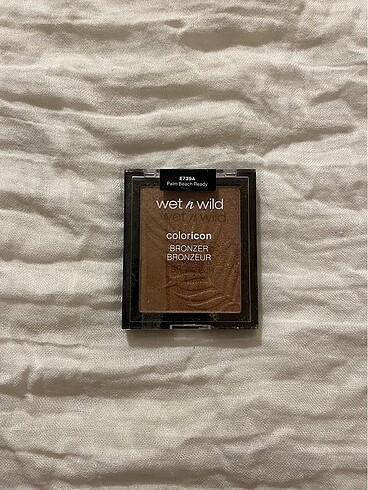 E739A
Palm Beach Ready
wet n wild
coloricon
BRONZER
BRONZEUR